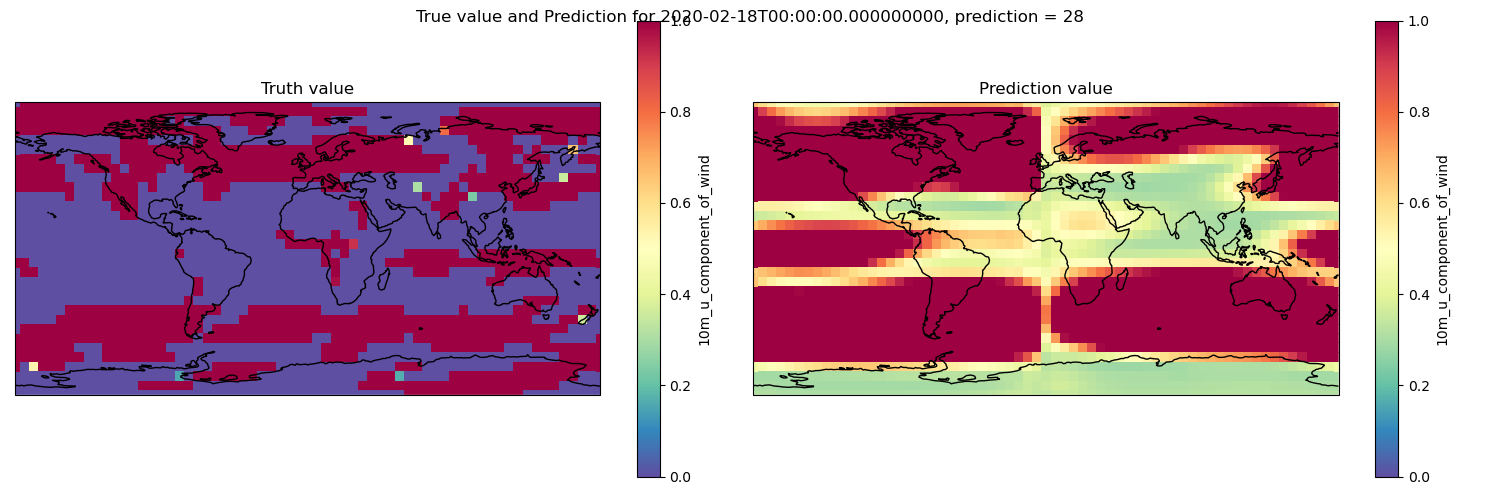 True value and Prediction for 2020-02-18T00:00:00.000000000, prediction = 28
Truth value
1.0
0.8
0.6
0.4
0.2
0.0
10m_u_component_of_wind
Prediction value
1.0
0.8
0.6
0.4
0.2
0.0
10m_u_component_of_wind